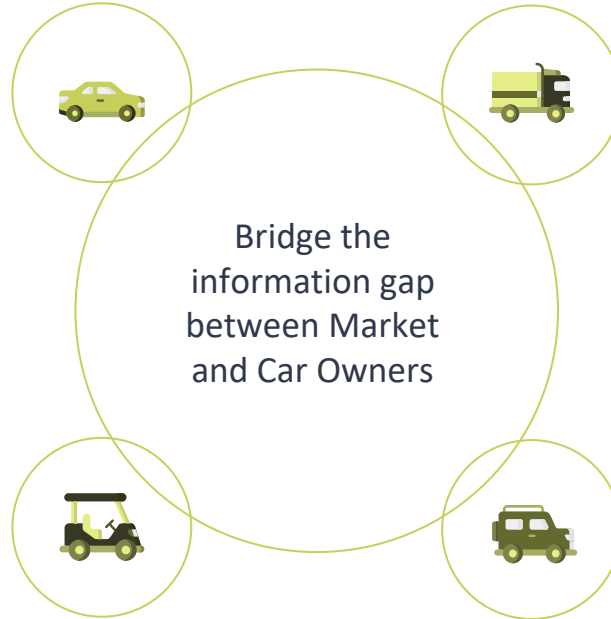 Bridge the
information gap
between Market
and Car Owners